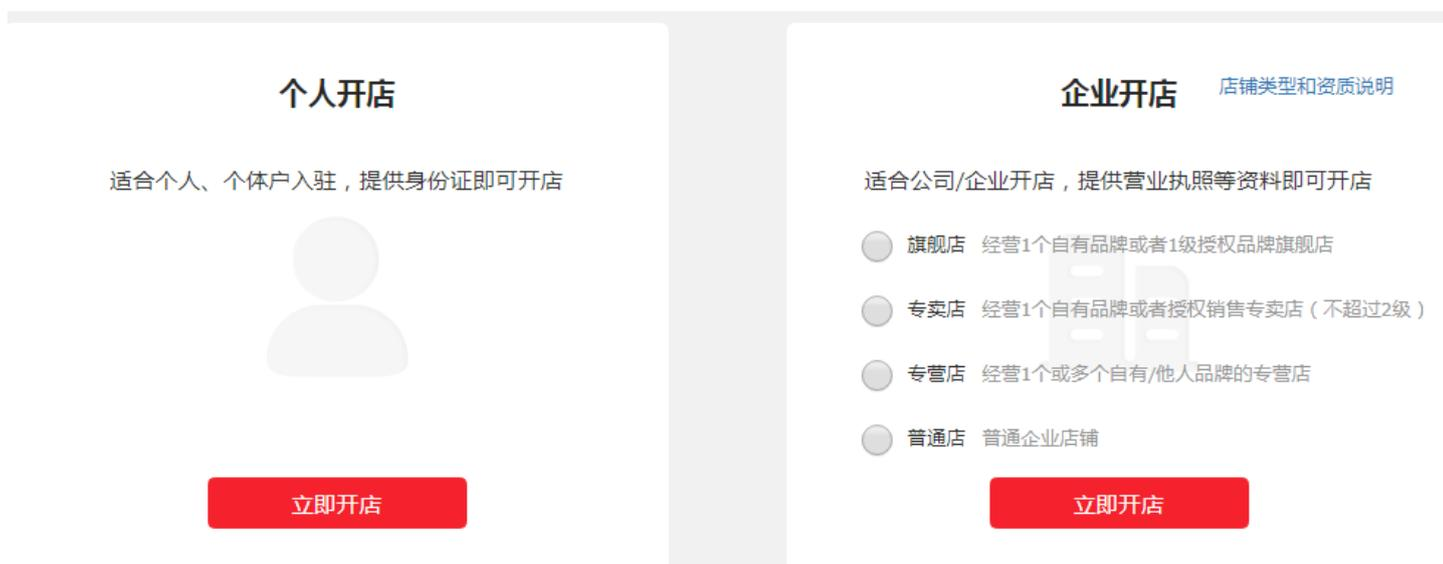 个人开店
适合个人、个体户入驻，提供身份证即可开店
立即开店
企业开店 店铺类型和资质说明
适合公司/企业开店，提供营业执照等资料即可开店
旗舰店 经营1个自有品牌或者1级授权品牌旗舰店
专卖店 经营1个自有品牌或者授权销售专卖店（不超过2级）
专营店 经营1个或多个自有/他人品牌的专营店
普通店 普通企业店铺
立即开店